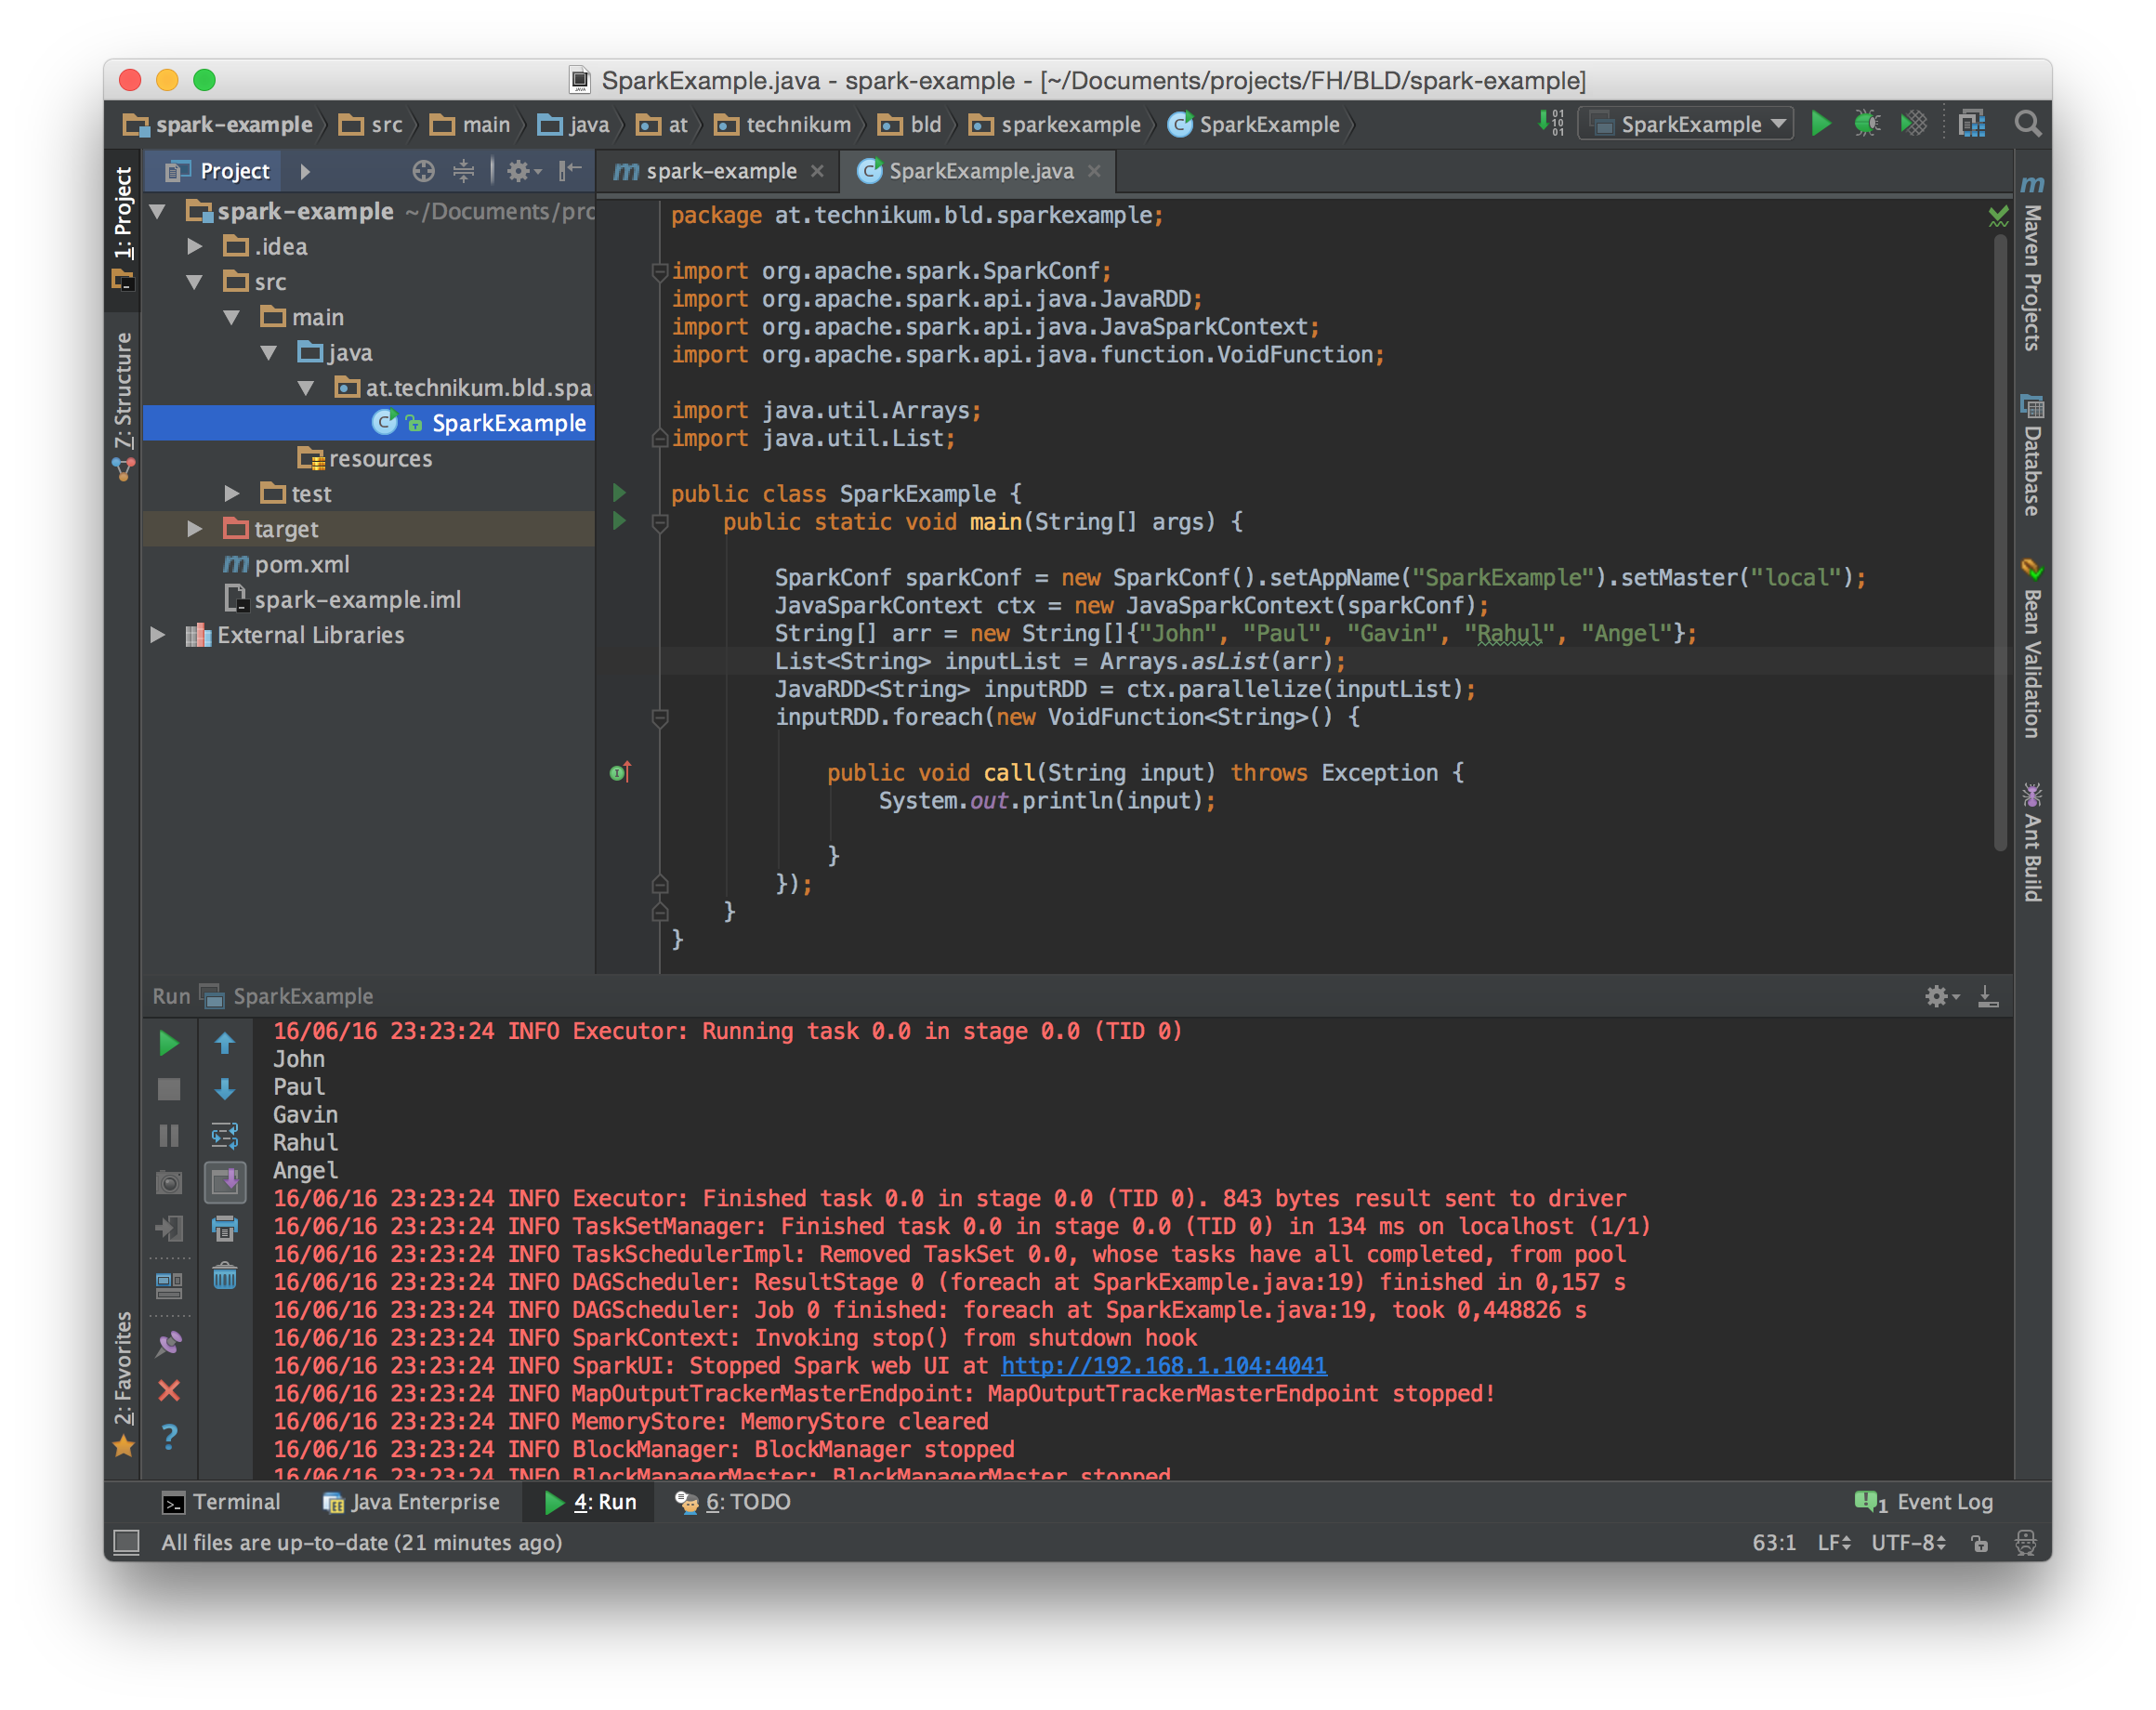 SparkExample.java - spark-example - [~/Documents/projects/FH/BLD/spark-example]
spark-example src main java at technikum bld sparkexample SparkExample
SparkExample
Project
spark-example SparkExample.java
1: Project
7: Structure
2: Favorites
spark-example ~/Documents/pro
.idea
src
main
java
at.technikum.bld.spa
SparkExample
resources
test
target
pom.xml
spark-example.iml
External Libraries
package at.technikum.bld.sparkexample;
import org.apache.spark.SparkConf;
import org.apache.spark.api.java.JavaRDD;
import org.apache.spark.api.java.JavaSparkContext;
import org.apache.spark.api.java.function.VoidFunction;
import java.util.Arrays;
import java.util.List;
public class SparkExample {
public static void main(String[] args) {
SparkConf sparkConf = new SparkConf().setAppName("SparkExample").setMaster("local");
JavaSparkContext ctx = new JavaSparkContext(sparkConf);
String[] arr = new String[]{"John", "Paul", "Gavin", "Rahul", "Angel"};
List<String> inputList = Arrays.asList(arr);
JavaRDD<String> inputRDD = ctx.parallelize(inputList);
inputRDD.foreach(new VoidFunction<String>() {
public void call(String input) throws Exception {
System.out.println(input);
}
});
}
}
Maven Projects
Database
Bean Validation
Ant Build
Run SparkExample
16/06/16 23:23:24 INFO Executor: Running task 0.0 in stage 0.0 (TID 0)
John
Paul
Gavin
Rahul
Angel
16/06/16 23:23:24 INFO Executor: Finished task 0.0 in stage 0.0 (TID 0). 843 bytes result sent to driver
16/06/16 23:23:24 INFO TaskSetManager: Finished task 0.0 in stage 0.0 (TID 0) in 134 ms on localhost (1/1)
16/06/16 23:23:24 INFO TaskSchedulerImpl: Removed TaskSet 0.0, whose tasks have all completed, from pool
16/06/16 23:23:24 INFO DAGScheduler: ResultStage 0 (foreach at SparkExample.java:19) finished in 0,157 s
16/06/16 23:23:24 INFO DAGScheduler: Job 0 finished: foreach at SparkExample.java:19, took 0,448826 s
16/06/16 23:23:24 INFO SparkContext: Invoking stop() from shutdown hook
16/06/16 23:23:24 INFO SparkUI: Stopped Spark web UI at http://192.168.1.104:4041
16/06/16 23:23:24 INFO MapOutputTrackerMasterEndpoint: MapOutputTrackerMasterEndpoint stopped!
16/06/16 23:23:24 INFO MemoryStore: MemoryStore cleared
16/06/16 23:23:24 INFO BlockManager: BlockManager stopped
16/06/16 23:23:24 INFO BlockManagerMaster: BlockManagerMaster stopped
Terminal Java Enterprise 4: Run 6: TODO 1 Event Log
All files are up-to-date (21 minutes ago) 63:1 LF UTF-8